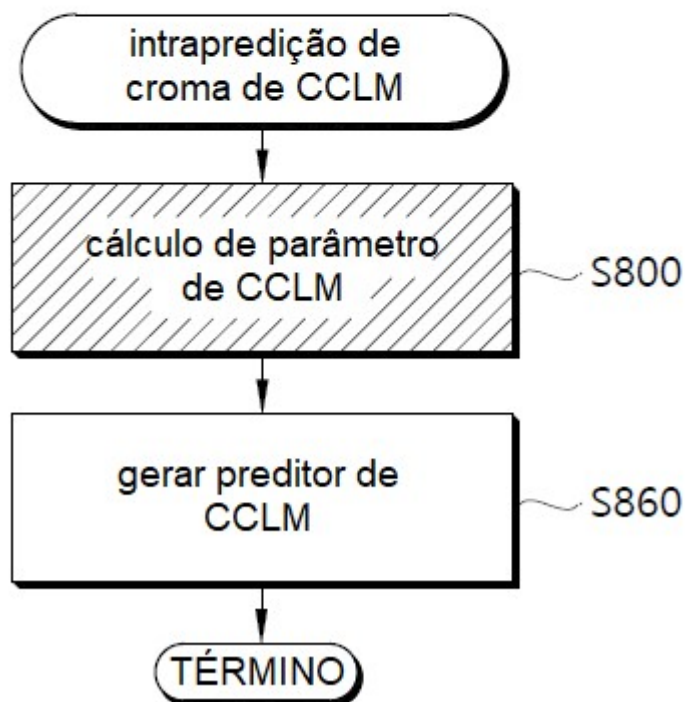 intrapredição de
croma de CCLM
cálculo de parâmetro
de CCLM
S800
gerar preditor de
CCLM
S860
TÉRMINO